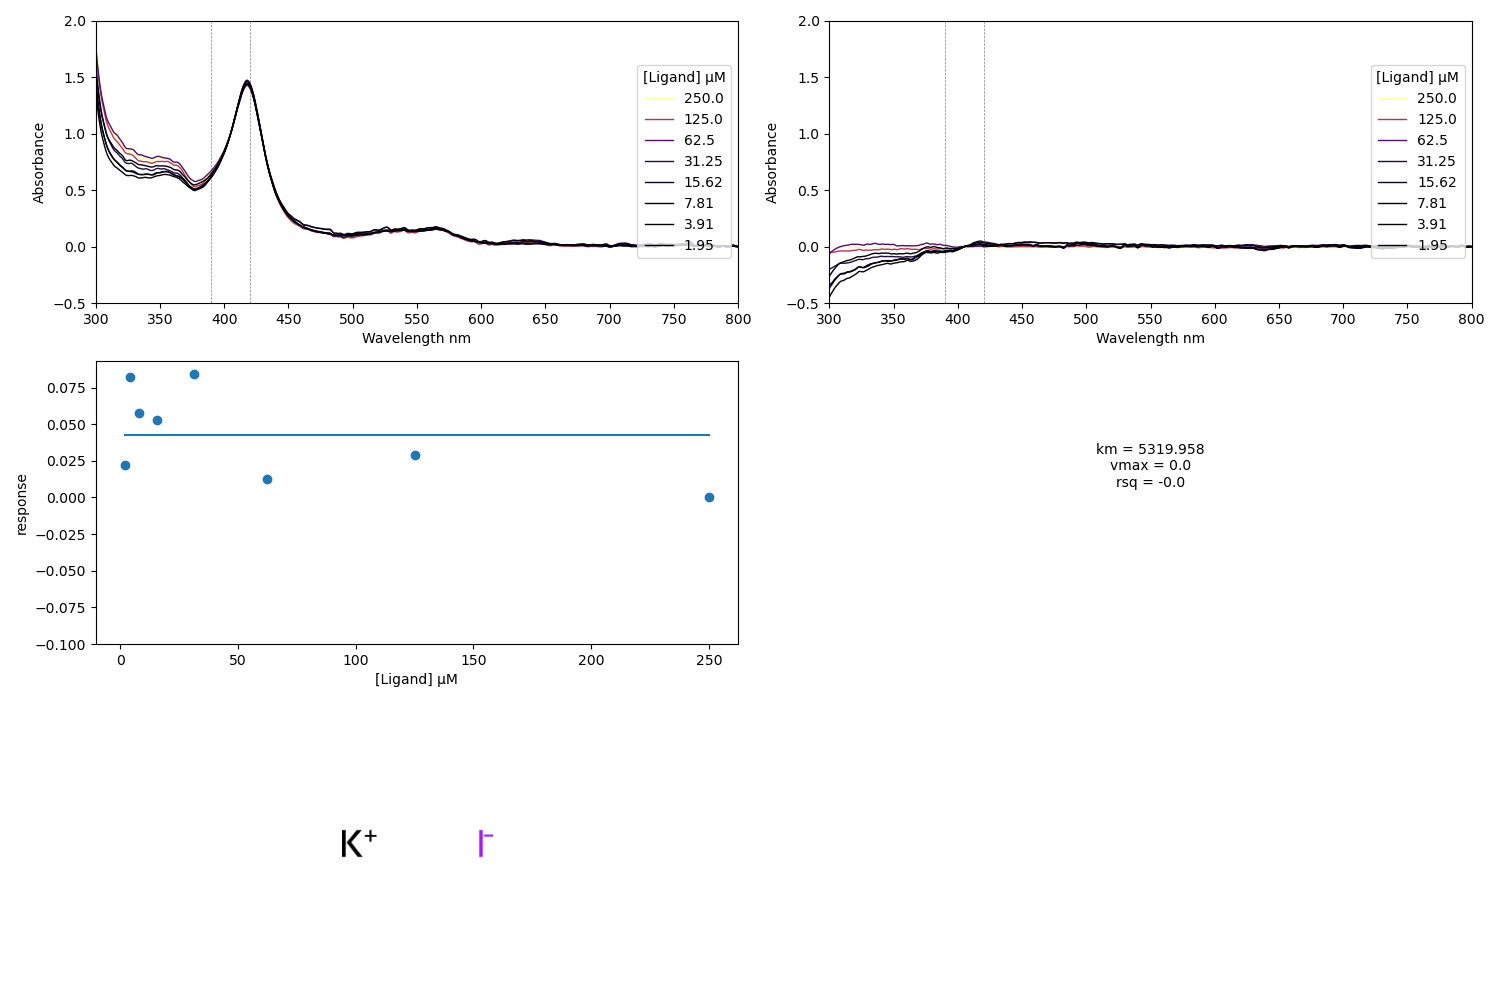 2.0
1.5
1.0
0.5
0.0
−0.5
Absorbance
300 350 400 450 500 550 600 650 700 750 800
Wavelength nm
[Ligand] μM
250.0
125.0
62.5
31.25
15.62
7.81
3.91
1.95
2.0
1.5
1.0
0.5
0.0
−0.5
Absorbance
300 350 400 450 500 550 600 650 700 750 800
Wavelength nm
[Ligand] μM
250.0
125.0
62.5
31.25
15.62
7.81
3.91
1.95
0.075
0.050
0.025
0.000
−0.025
−0.050
−0.075
−0.100
response
0 50 100 150 200 250
[Ligand] μM
km = 5319.958
vmax = 0.0
rsq = -0.0
K⁺ I⁻